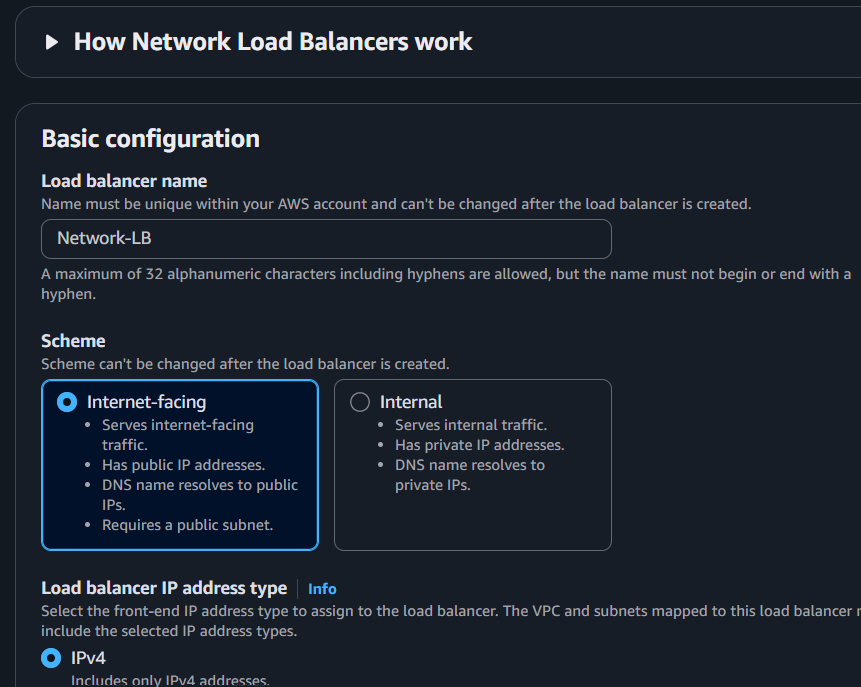 How Network Load Balancers work
Basic configuration
Load balancer name
Name must be unique within your AWS account and can't be changed after the load balancer is created.
Network-LB
A maximum of 32 alphanumeric characters including hyphens are allowed, but the name must not begin or end with a
hyphen.
Scheme
Scheme can't be changed after the load balancer is created.
Internet-facing
• Serves internet-facing
traffic.
• Has public IP addresses.
• DNS name resolves to public
IPs.
• Requires a public subnet.
Internal
• Serves internal traffic.
• Has private IP addresses.
• DNS name resolves to
private IPs.
Load balancer IP address type Info
Select the front-end IP address type to assign to the load balancer. The VPC and subnets mapped to this load balancer
include the selected IP address types.
IPv4
Includes only IPv4 addresses.